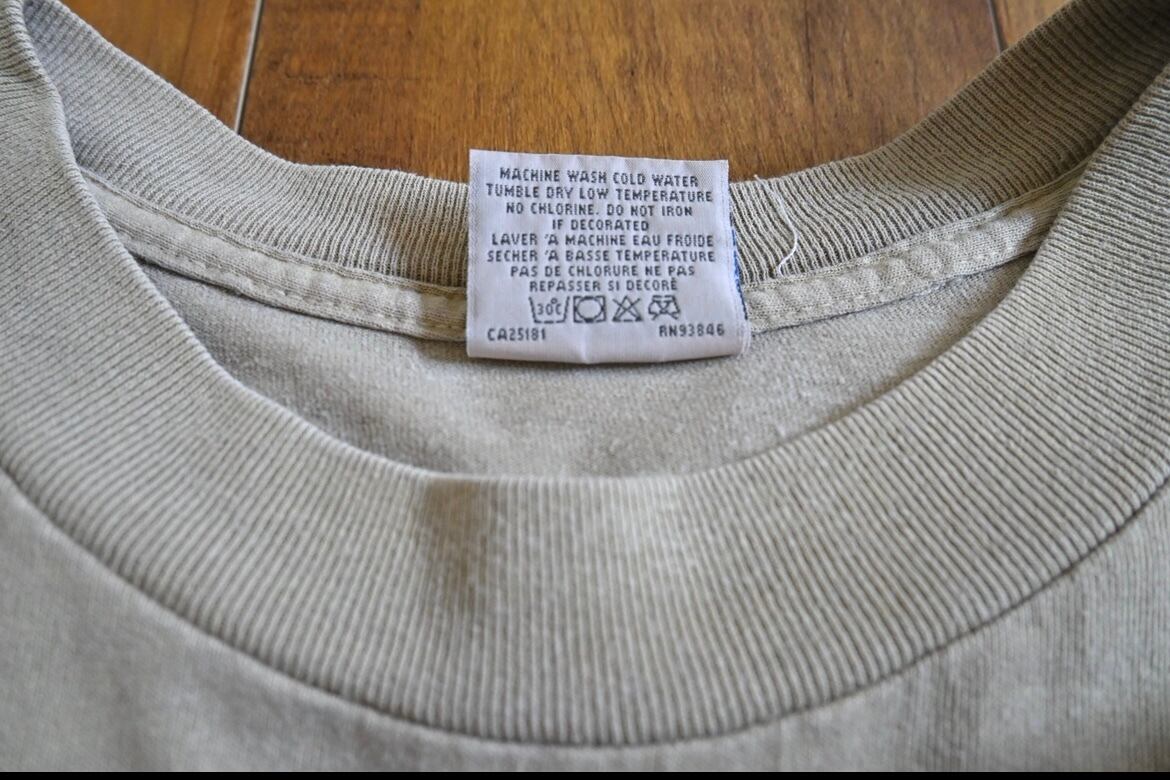 MACHINE WASH COLD WATER
TUMBLE DRY LOW TEMPERATURE
NO CHLORINE. DO NOT IRON
IF DECORATED
LAVER 'A MACHINE EAU FROIDE
SECHER 'A BASSE TEMPERATURE
PAS DE CHLORURE NE PAS
REPASSER SI DECORÉ
30C
CA25181 RN93846